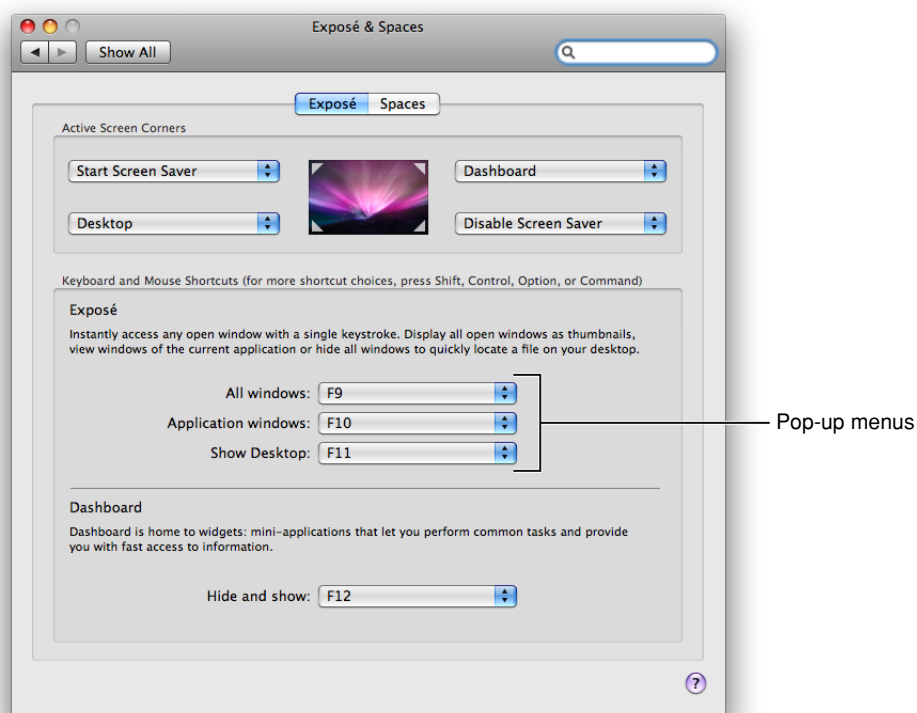 Exposé & Spaces
Show All
Exposé Spaces
Active Screen Corners
Start Screen Saver Dashboard
Desktop Disable Screen Saver
Keyboard and Mouse Shortcuts (for more shortcut choices, press Shift, Control, Option, or Command)
Exposé
Instantly access any open window with a single keystroke. Display all open windows as thumbnails,
view windows of the current application or hide all windows to quickly locate a file on your desktop.
All windows: F9
Application windows: F10
Pop-up menus
Show Desktop: F11
Dashboard
Dashboard is home to widgets: mini-applications that let you perform common tasks and provide
you with fast access to information.
Hide and show: F12
?